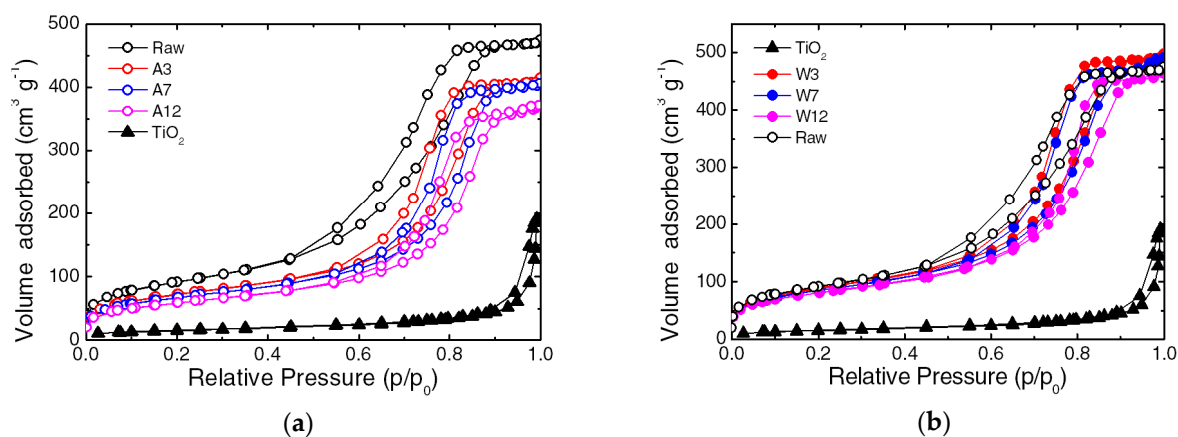 500
400
300
200
100
0
Volume adsorbed (cm³ g⁻¹)
Raw
A3
A7
A12
TiO₂
0.0 0.2 0.4 0.6 0.8 1.0
Relative Pressure (p/p₀)
(a)
500
400
300
200
100
0
Volume adsorbed (cm³ g⁻¹)
TiO₂
W3
W7
W12
Raw
0.0 0.2 0.4 0.6 0.8 1.0
Relative Pressure (p/p₀)
(b)